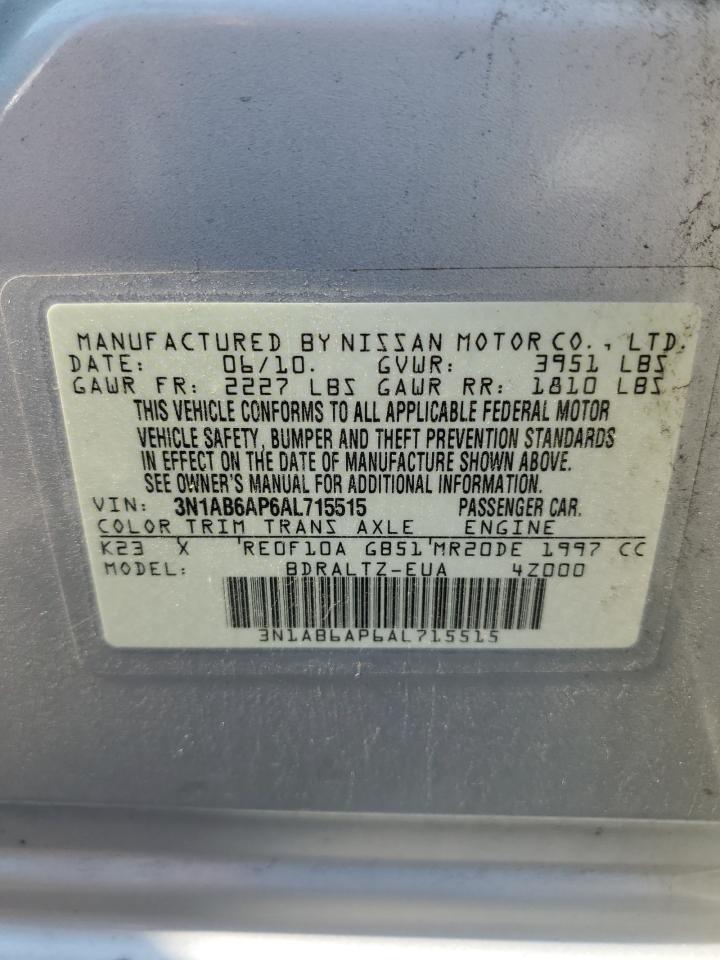 MANUFACTURED BY NISSAN MOTOR CO., LTD.
DATE: 06/10. GVWR: 3951 LBS
GAWR FR: 2227 LBS GAWR RR: 1810 LBS
THIS VEHICLE CONFORMS TO ALL APPLICABLE FEDERAL MOTOR
VEHICLE SAFETY, BUMPER AND THEFT PREVENTION STANDARDS
IN EFFECT ON THE DATE OF MANUFACTURE SHOWN ABOVE.
SEE OWNER'S MANUAL FOR ADDITIONAL INFORMATION.
VIN: 3N1AB6AP6AL715515 PASSENGER CAR.
COLOR TRIM TRANS AXLE ENGINE
K23 X RE0F10A GB51 MR20DE 1997 CC
MODEL: BDRALTZ-EUA 4Z000
3N1AB6AP6AL715515